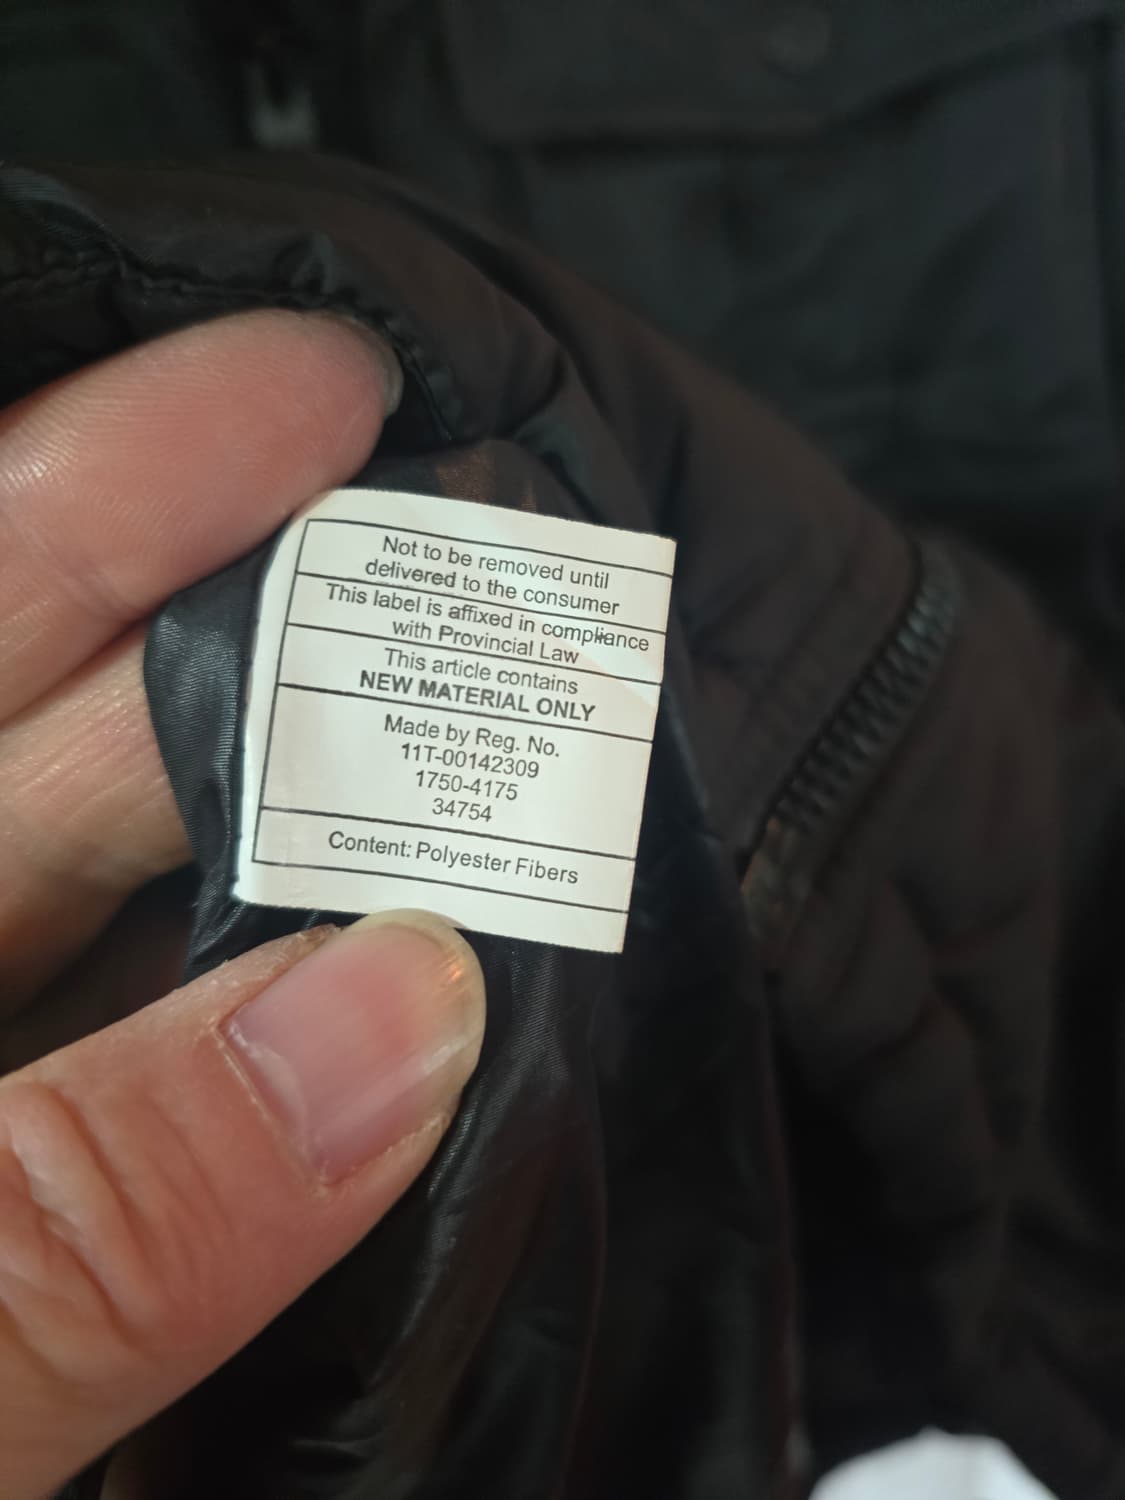 Not to be removed until
delivered to the consumer
This label is affixed in compliance
with Provincial Law
This article contains
NEW MATERIAL ONLY
Made by Reg. No.
11T-00142309
1750-4175
34754
Content: Polyester Fibers